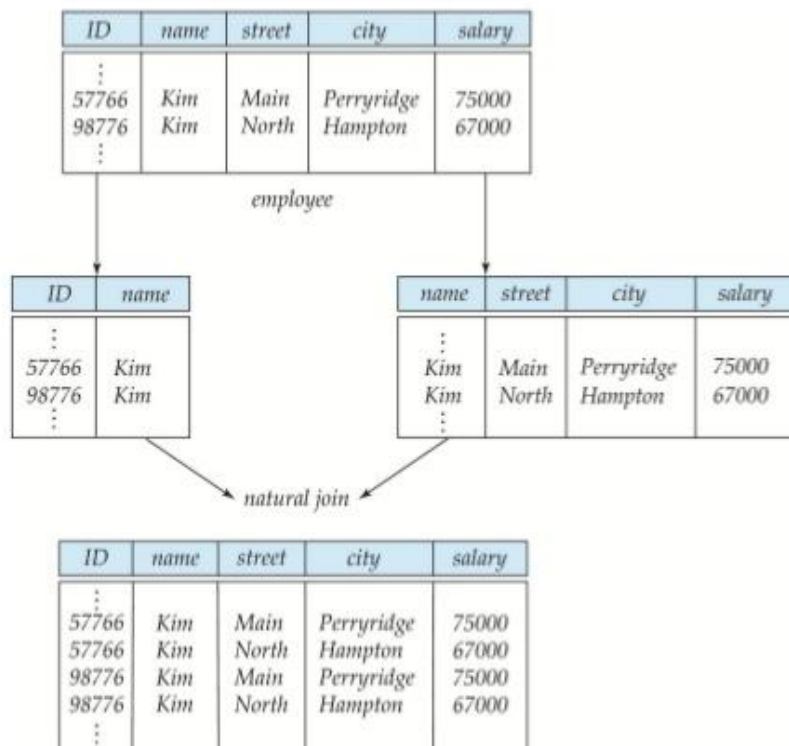 ID name street city salary
⋮
57766 Kim Main Perryridge 75000
98776 Kim North Hampton 67000
⋮
employee
ID name
⋮
57766 Kim
98776 Kim
⋮
name street city salary
⋮
Kim Main Perryridge 75000
Kim North Hampton 67000
⋮
natural join
ID name street city salary
⋮
57766 Kim Main Perryridge 75000
57766 Kim North Hampton 67000
98776 Kim Main Perryridge 75000
98776 Kim North Hampton 67000
⋮